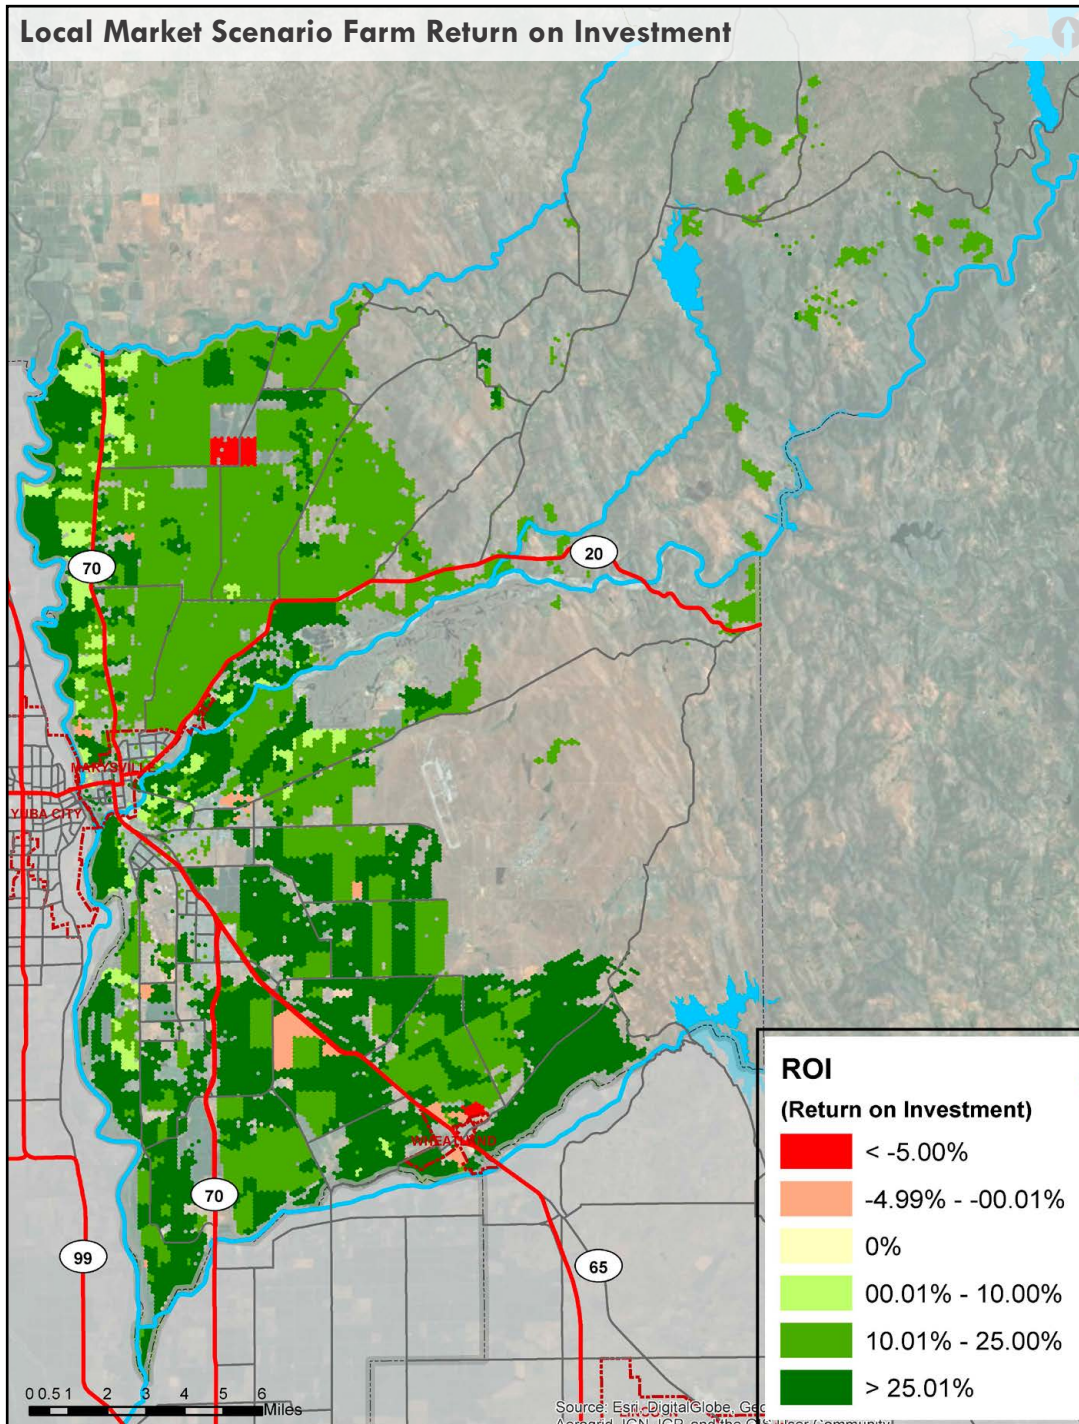 Local Market Scenario Farm Return on Investment
20
70
MARYSVILLE
YUBA CITY
WHEATLAND
70
99
65
ROI
(Return on Investment)
< -5.00%
-4.99% - -00.01%
0%
00.01% - 10.00%
10.01% - 25.00%
> 25.01%
0 0.5 1 2 3 4 5 6
Miles
LINCOLN
Source: Esri, DigitalGlobe,